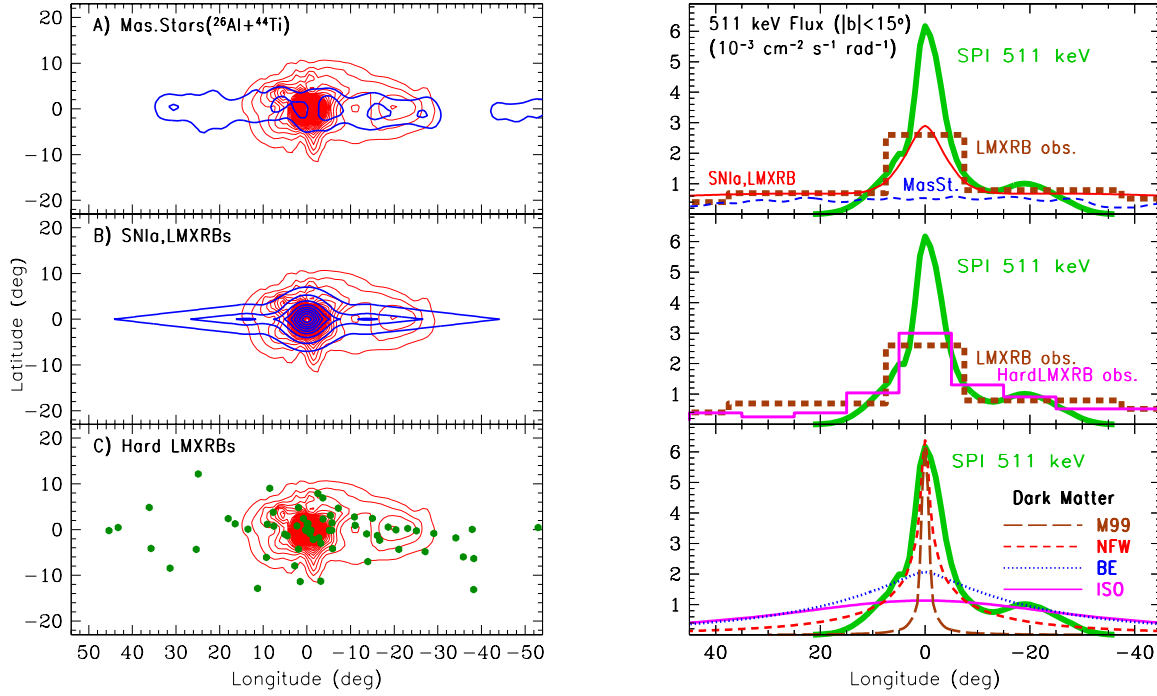 A) Mas.Stars(²⁶Al+⁴⁴Ti)
20
10
0
−10
−20
B) SNIa,LMXRBs
20
10
0
−10
−20
C) Hard LMXRBs
20
10
0
−10
−20
Latitude (deg)
50 40 30 20 10 0 −10 −20 −30 −40 −50
Longitude (deg)
511 keV Flux (|b|<15º)
(10⁻³ cm⁻² s⁻¹ rad⁻¹)
SPI 511 keV
LMXRB obs.
SNIa,LMXRB
MasSt.
6
5
4
3
2
1
SPI 511 keV
LMXRB obs.
HardLMXRB obs.
6
5
4
3
2
1
SPI 511 keV
Dark Matter
M99
NFW
BE
ISO
6
5
4
3
2
1
40 20 0 −20 −40
Longitude (deg)